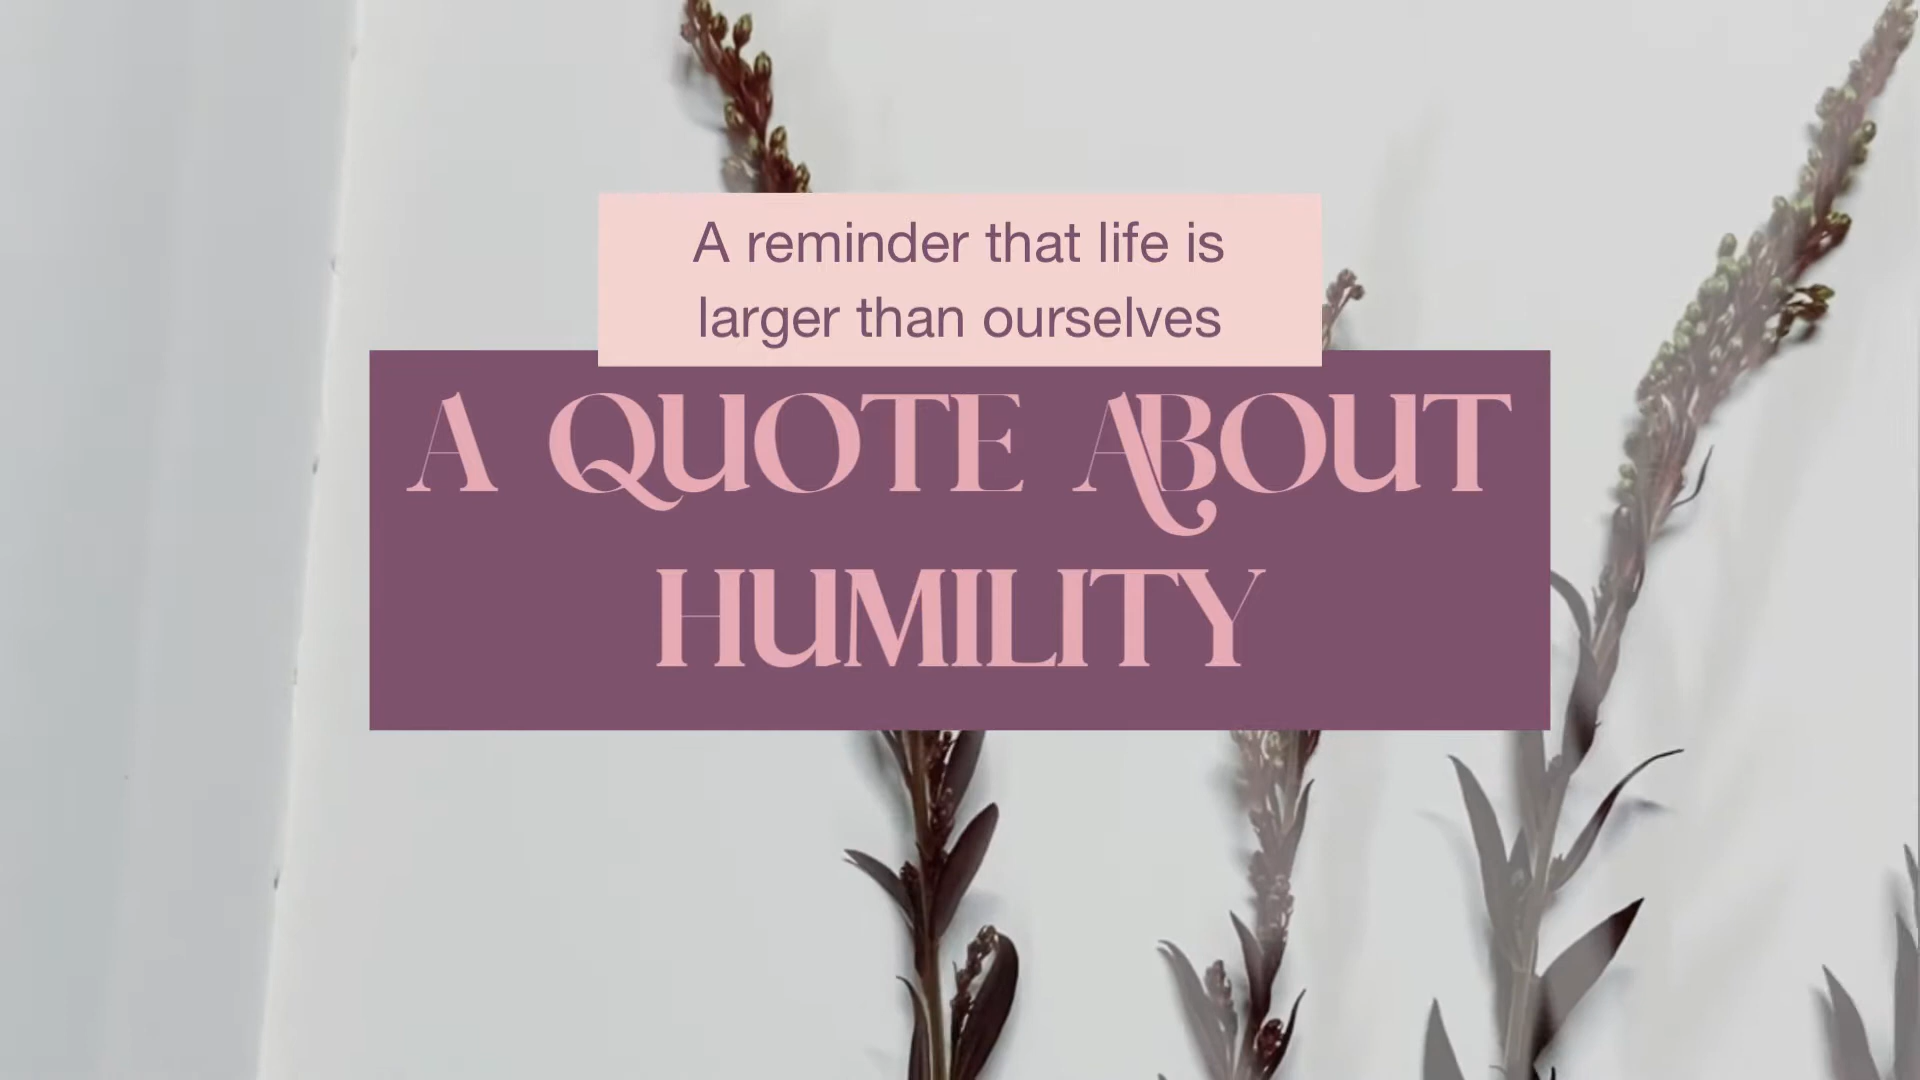 A reminder that life is
larger than ourselves
A QUOTE ABOUT
HUMILITY